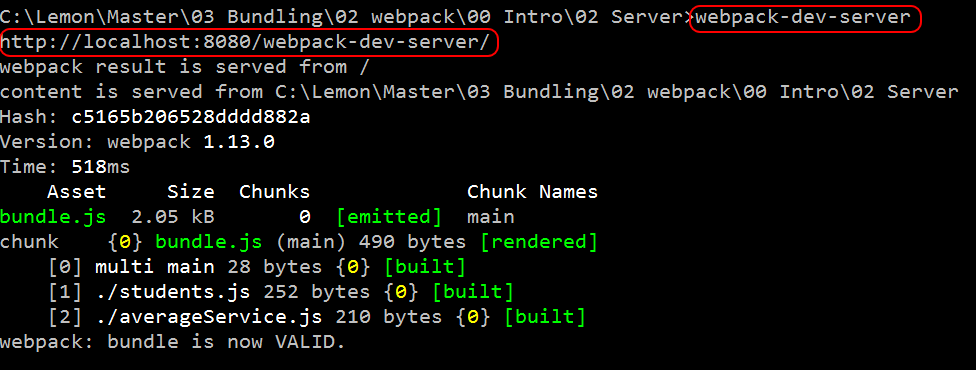 C:\Lemon\Master\03 Bundling\02 webpack\00 Intro\02 Server>webpack-dev-server
http://localhost:8080/webpack-dev-server/
webpack result is served from /
content is served from C:\Lemon\Master\03 Bundling\02 webpack\00 Intro\02 Server
Hash: c5165b206528dddd882a
Version: webpack 1.13.0
Time: 518ms
    Asset     Size  Chunks             Chunk Names
bundle.js  2.05 kB       0  [emitted]  main
chunk    {0} bundle.js (main) 490 bytes [rendered]
    [0] multi main 28 bytes {0} [built]
    [1] ./students.js 252 bytes {0} [built]
    [2] ./averageService.js 210 bytes {0} [built]
webpack: bundle is now VALID.